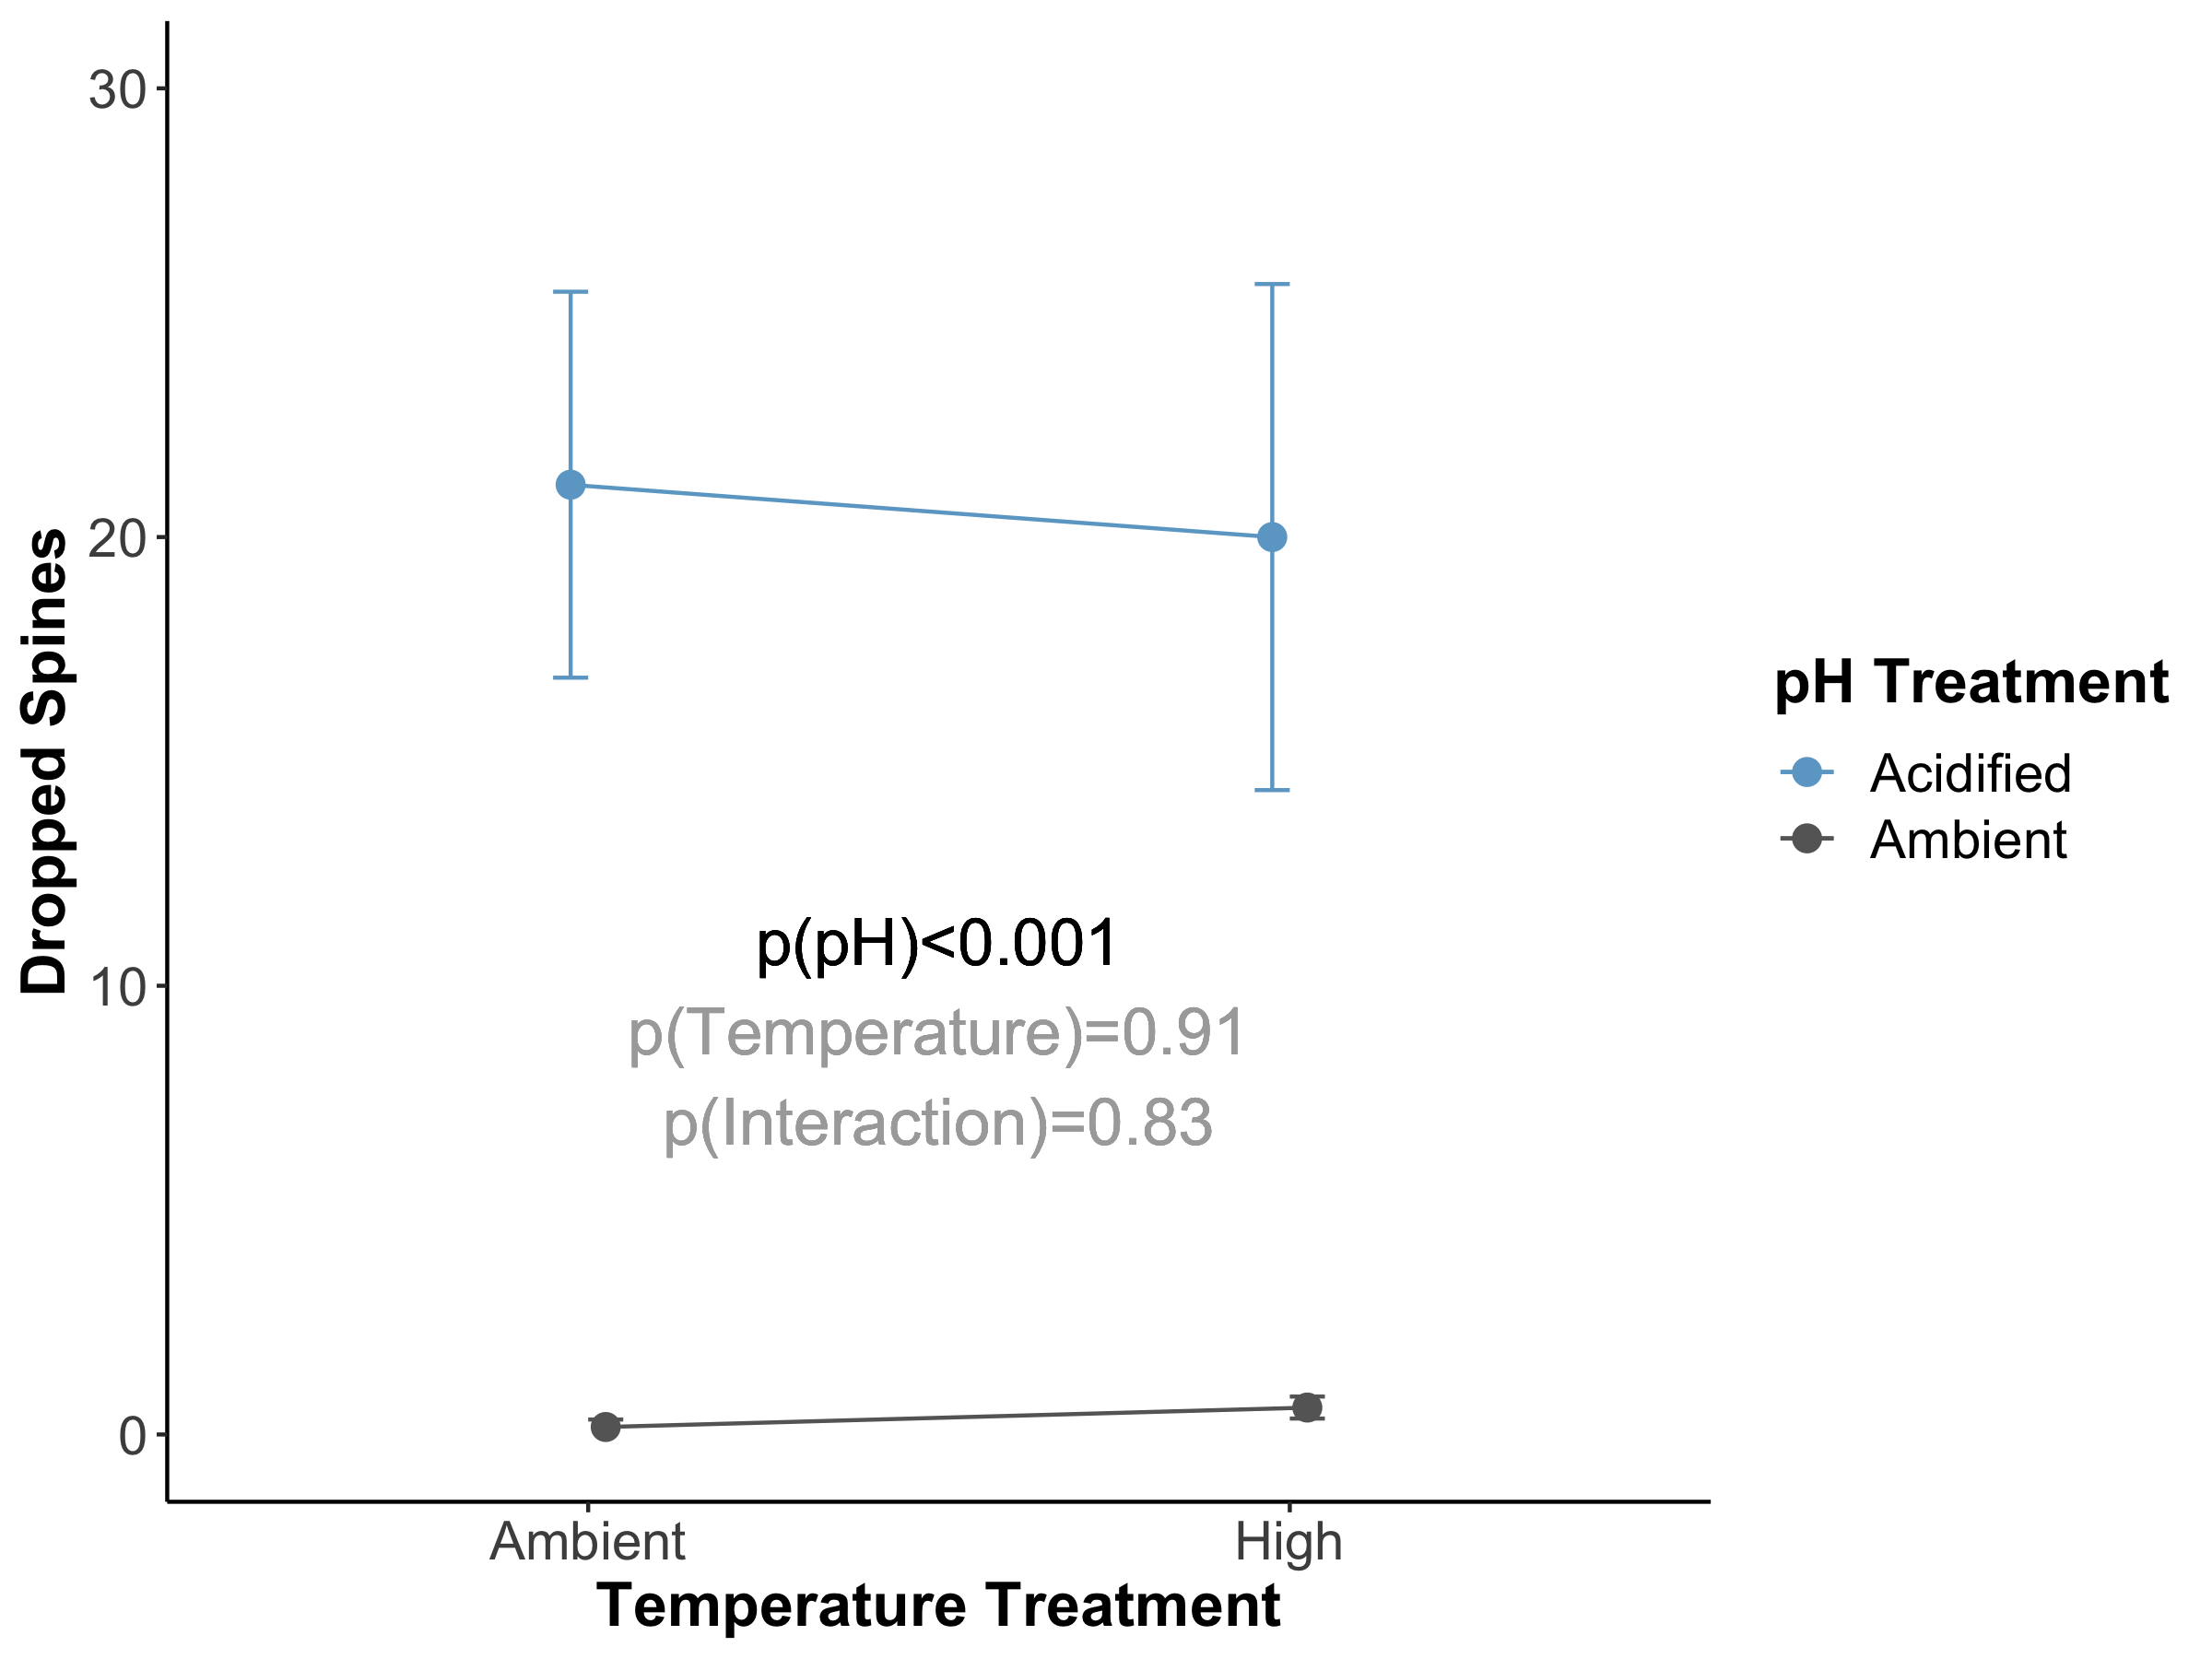 30
20
10
0
Dropped Spines
p(pH)<0.001
p(Temperature)=0.91
p(Interaction)=0.83
Ambient
High
Temperature Treatment
pH Treatment
Acidified
Ambient